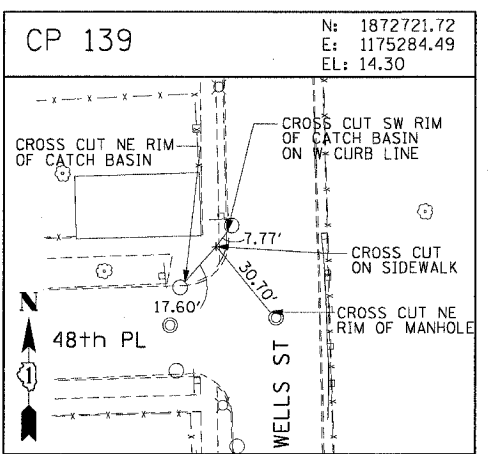 CP 139
N: 1872721.72
E: 1175284.49
EL: 14.30
CROSS CUT NE RIM
OF CATCH BASIN
CROSS CUT SW RIM
OF CATCH BASIN
ON W CURB LINE
7.77'
CROSS CUT
ON SIDEWALK
30.70'
17.60'
CROSS CUT NE
RIM OF MANHOLE
N
1
48th PL
WELLS ST